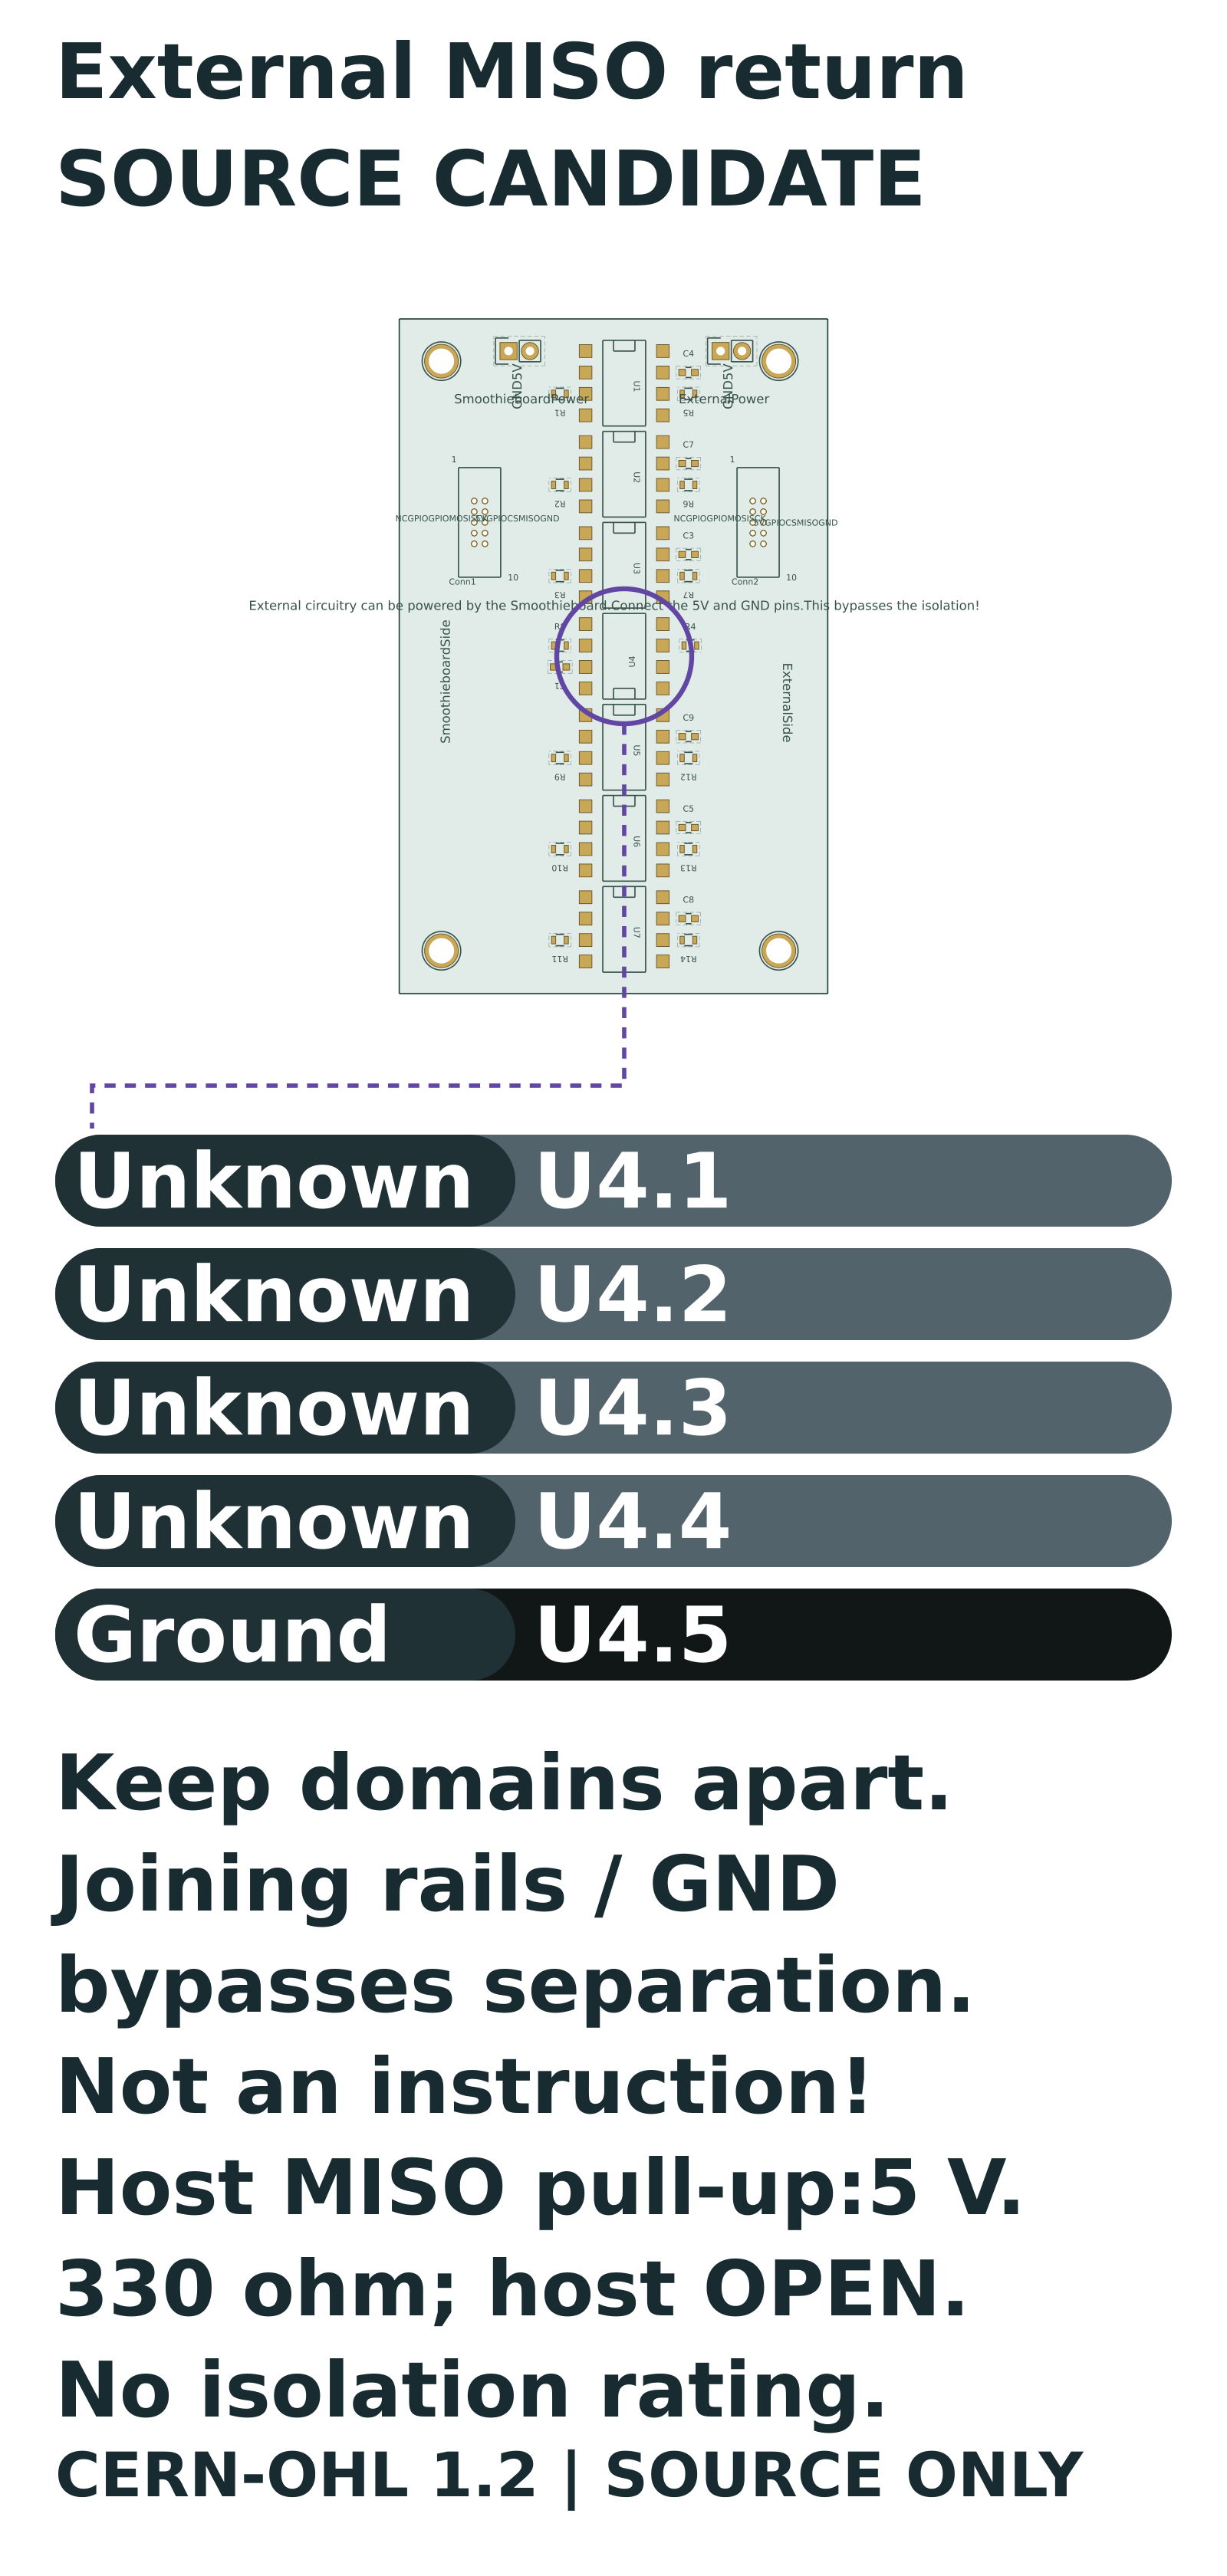 External MISO return
SOURCE CANDIDATE
GND5V
GND5V
C4
U1
SmoothieboardPower
ExternalPower
R1
R5
C7
1
1
U2
R2
R6
External circuitry can be powered by the Smoothieboard.Connect the 5V and GND pins.This bypasses the isolation!
C3
U3
Conn1
10
Conn2
10
R3
R7
R4
U4
SmoothieboardSide
ExternalSide
C9
U5
R9
R12
C5
U6
R10
R13
C8
U7
R11
R14
Unknown U4.1
Unknown U4.2
Unknown U4.3
Unknown U4.4
Ground U4.5
Keep domains apart.
Joining rails / GND
bypasses separation.
Not an instruction!
Host MISO pull-up:5 V.
330 ohm; host OPEN.
No isolation rating.
CERN-OHL 1.2 | SOURCE ONLY